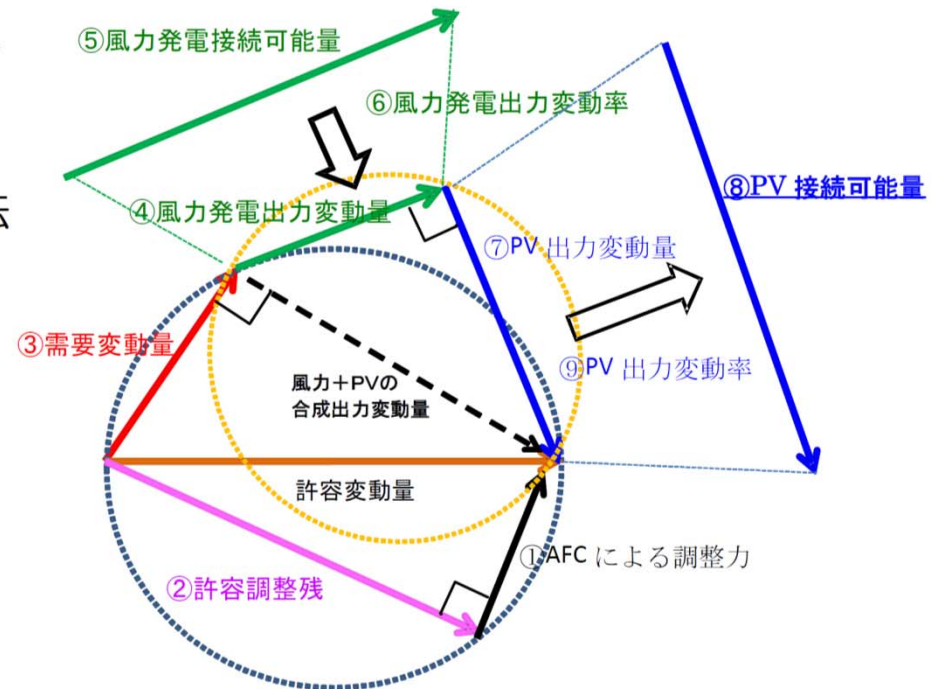 ⑤風力発電接続可能量
⑥風力発電出力変動率
④風力発電出力変動量
⑧PV 接続可能量
⑦PV 出力変動量
③需要変動量
⑨PV 出力変動率
風力＋PVの
合成出力変動量
許容変動量
①AFC による調整力
②許容調整残